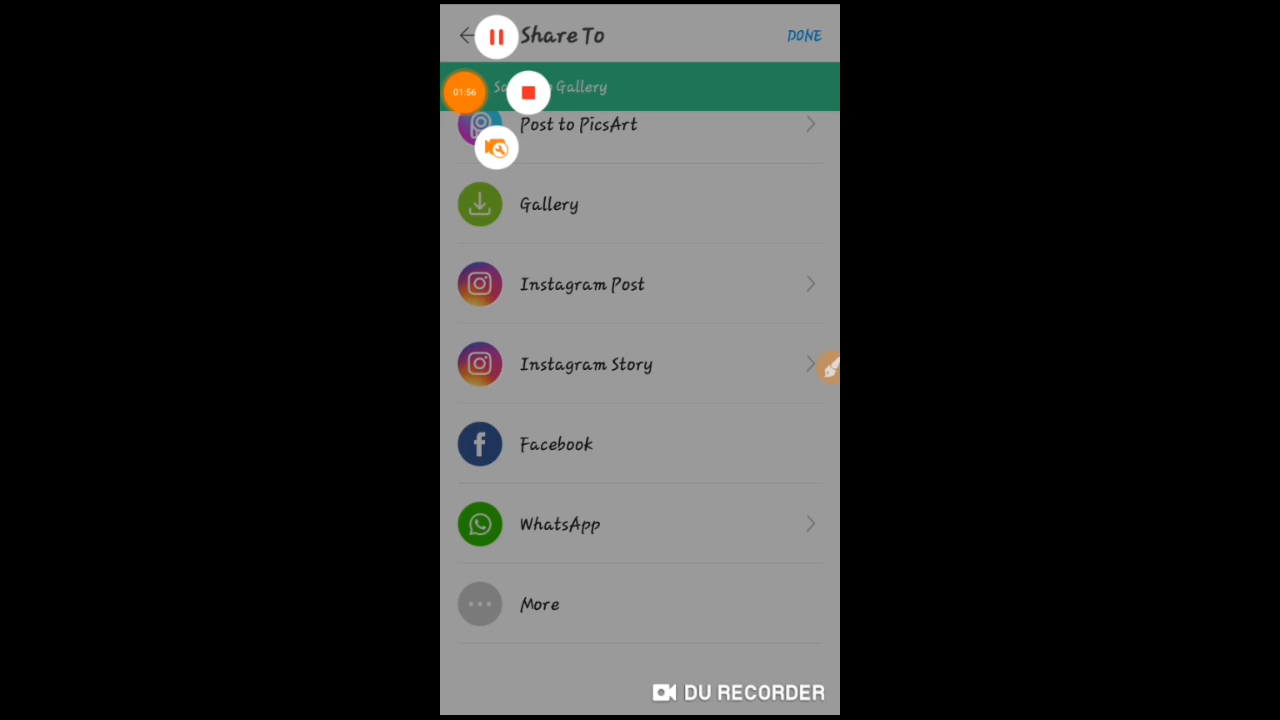 Share To
DONE
01:56
Gallery
Post to PicsArt
Gallery
Instagram Post
Instagram Story
Facebook
WhatsApp
More
DU RECORDER